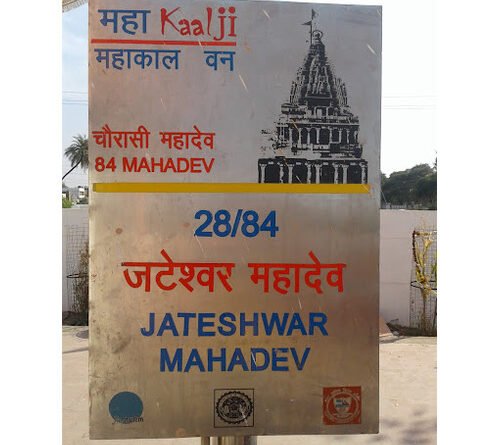 महा Kaalji
महाकाल वन
चौरासी महादेव
84 MAHADEV
28/84
जटेश्वर महादेव
JATESHWAR
MAHADEV